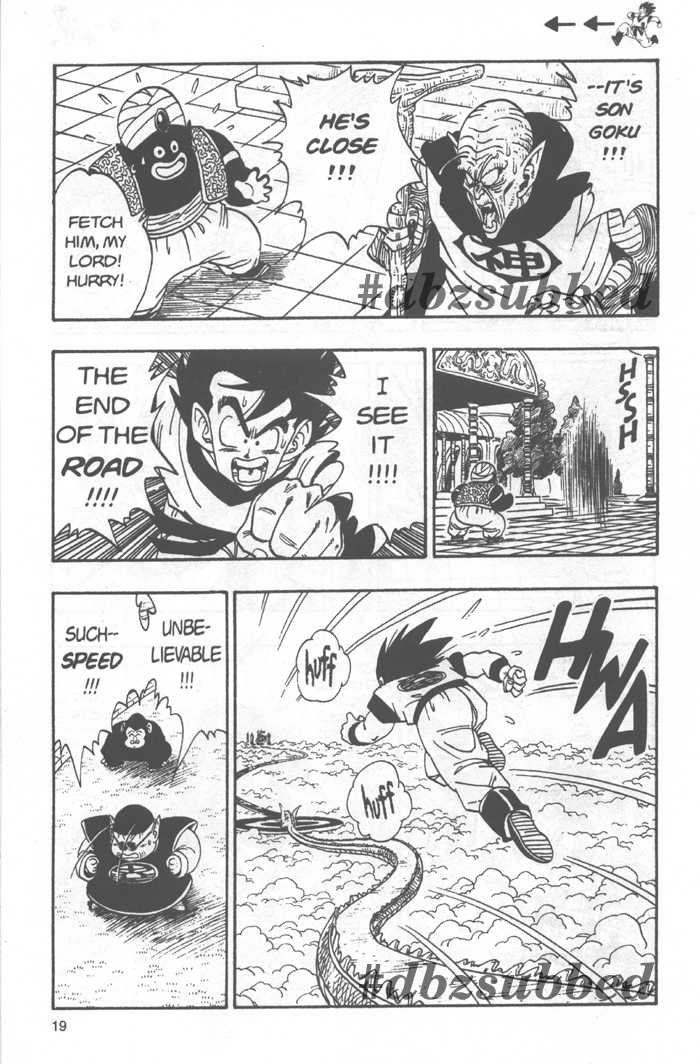 --IT'S
SON
GOKU
!!!
HE'S
CLOSE
!!!
FETCH
HIM, MY
LORD!
HURRY!
神
#dbzsubbed
HSSH
I
SEE
IT
!!!!
THE
END
OF THE
ROAD
!!!!
HWA
huff
huff
UNBE-
LIEVABLE
!!!
SUCH--
SPEED
!!!
#dbzsubbed
19